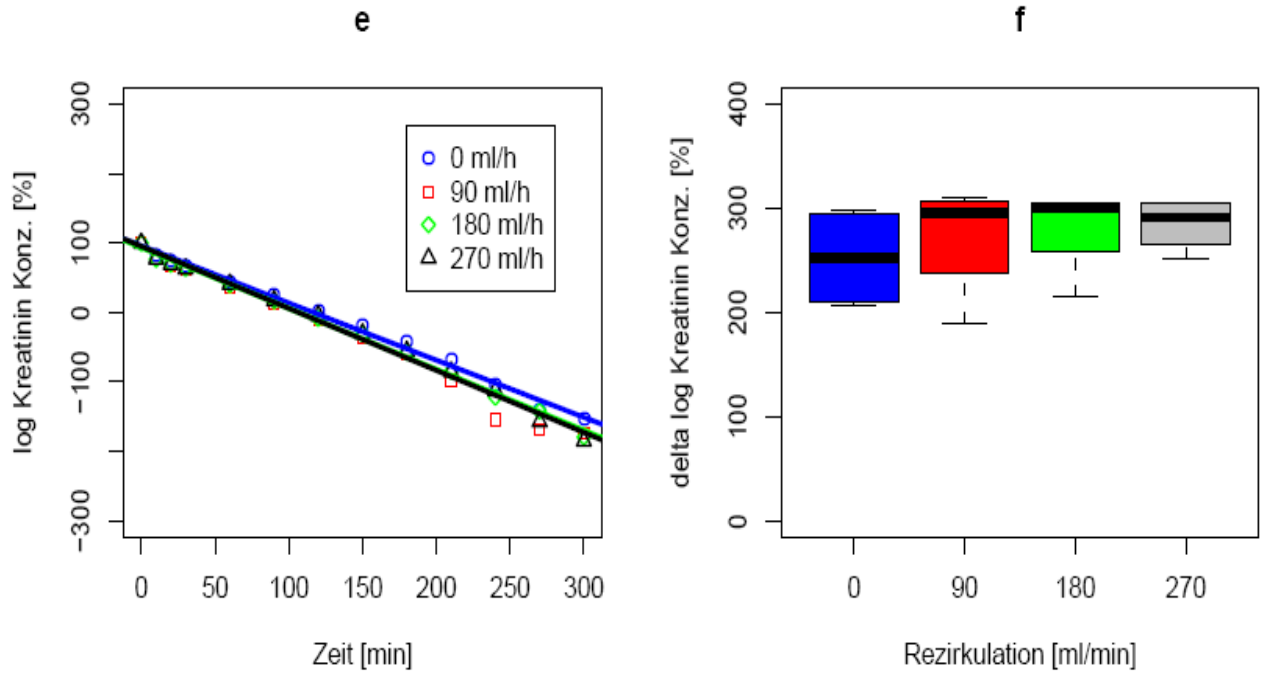 e
log Kreatinin Konz. [%]
300
100
0
−100
−300
0 ml/h
90 ml/h
180 ml/h
270 ml/h
0
50
100
150
200
250
300
Zeit [min]
f
delta log Kreatinin Konz. [%]
400
300
200
100
0
0
90
180
270
Rezirkulation [ml/min]